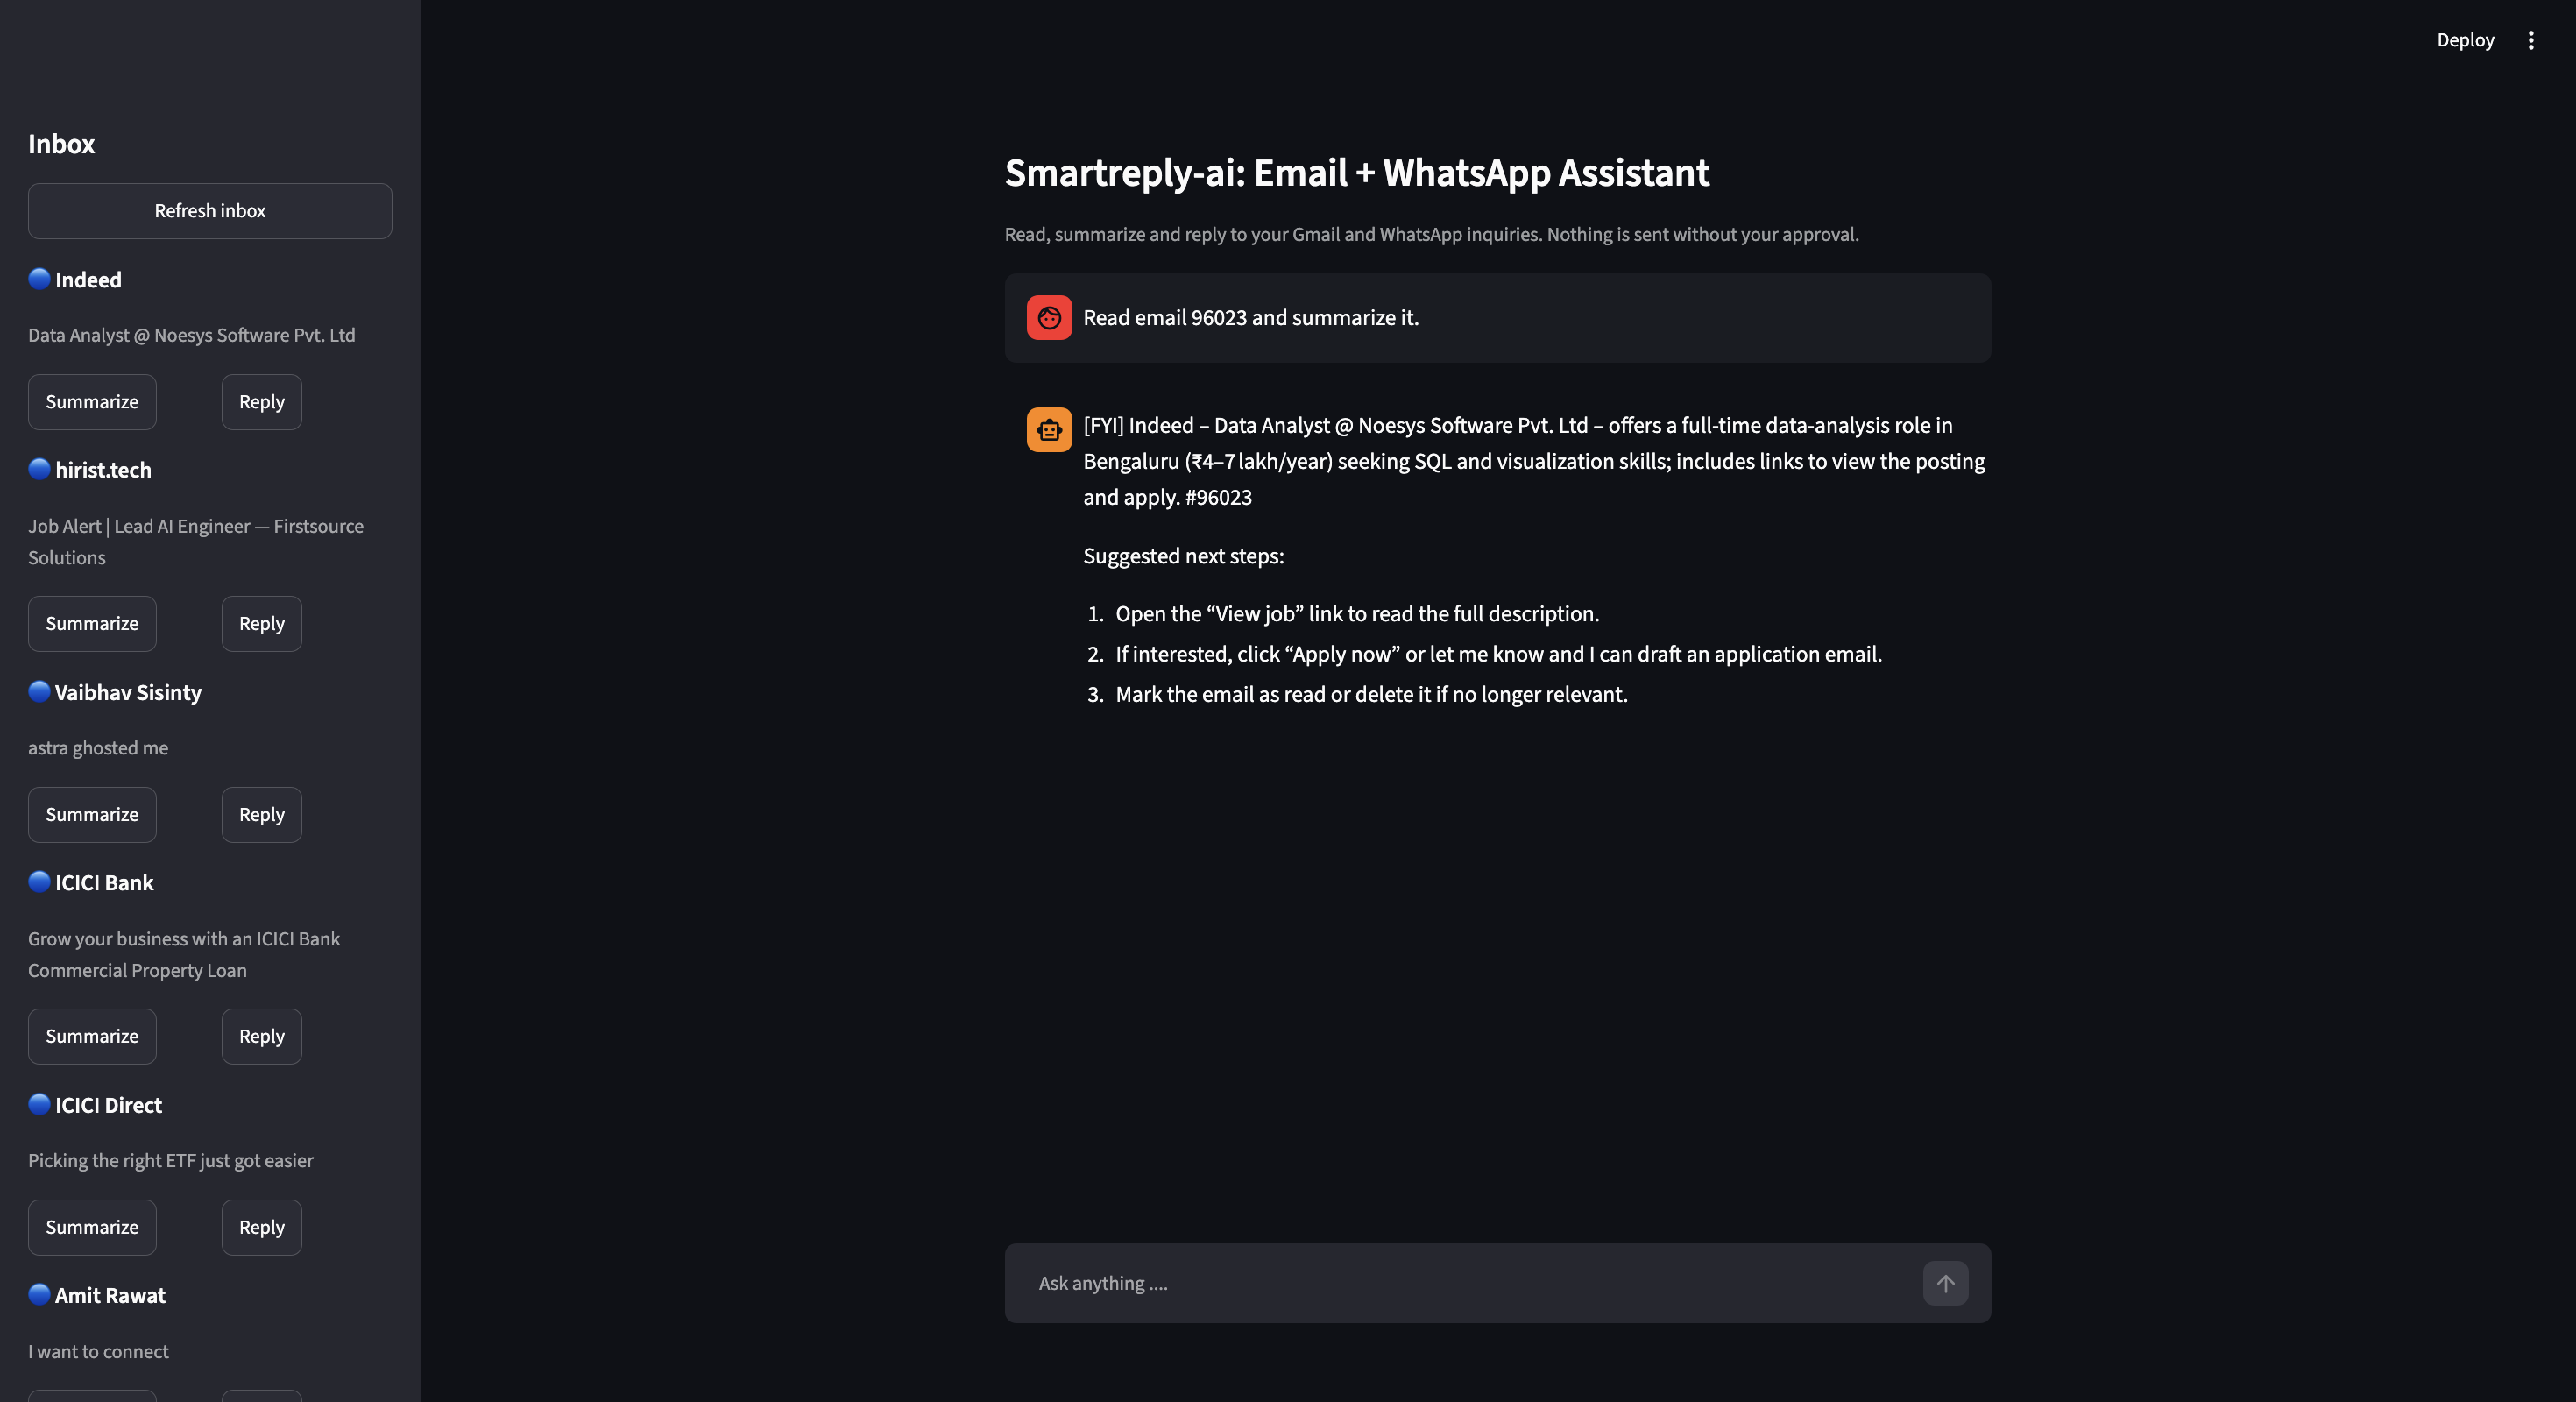 Deploy
Inbox
Refresh inbox
Indeed
Data Analyst @ Noesys Software Pvt. Ltd
Summarize
Reply
hirist.tech
Job Alert | Lead AI Engineer — Firstsource
Solutions
Summarize
Reply
Vaibhav Sisinty
astra ghosted me
Summarize
Reply
ICICI Bank
Grow your business with an ICICI Bank
Commercial Property Loan
Summarize
Reply
ICICI Direct
Picking the right ETF just got easier
Summarize
Reply
Amit Rawat
I want to connect
Smartreply-ai: Email + WhatsApp Assistant
Read, summarize and reply to your Gmail and WhatsApp inquiries. Nothing is sent without your approval.
Read email 96023 and summarize it.
[FYI] Indeed – Data Analyst @ Noesys Software Pvt. Ltd – offers a full-time data-analysis role in
Bengaluru (₹4–7 lakh/year) seeking SQL and visualization skills; includes links to view the posting
and apply. #96023
Suggested next steps:
1. Open the “View job” link to read the full description.
2. If interested, click “Apply now” or let me know and I can draft an application email.
3. Mark the email as read or delete it if no longer relevant.
Ask anything ....